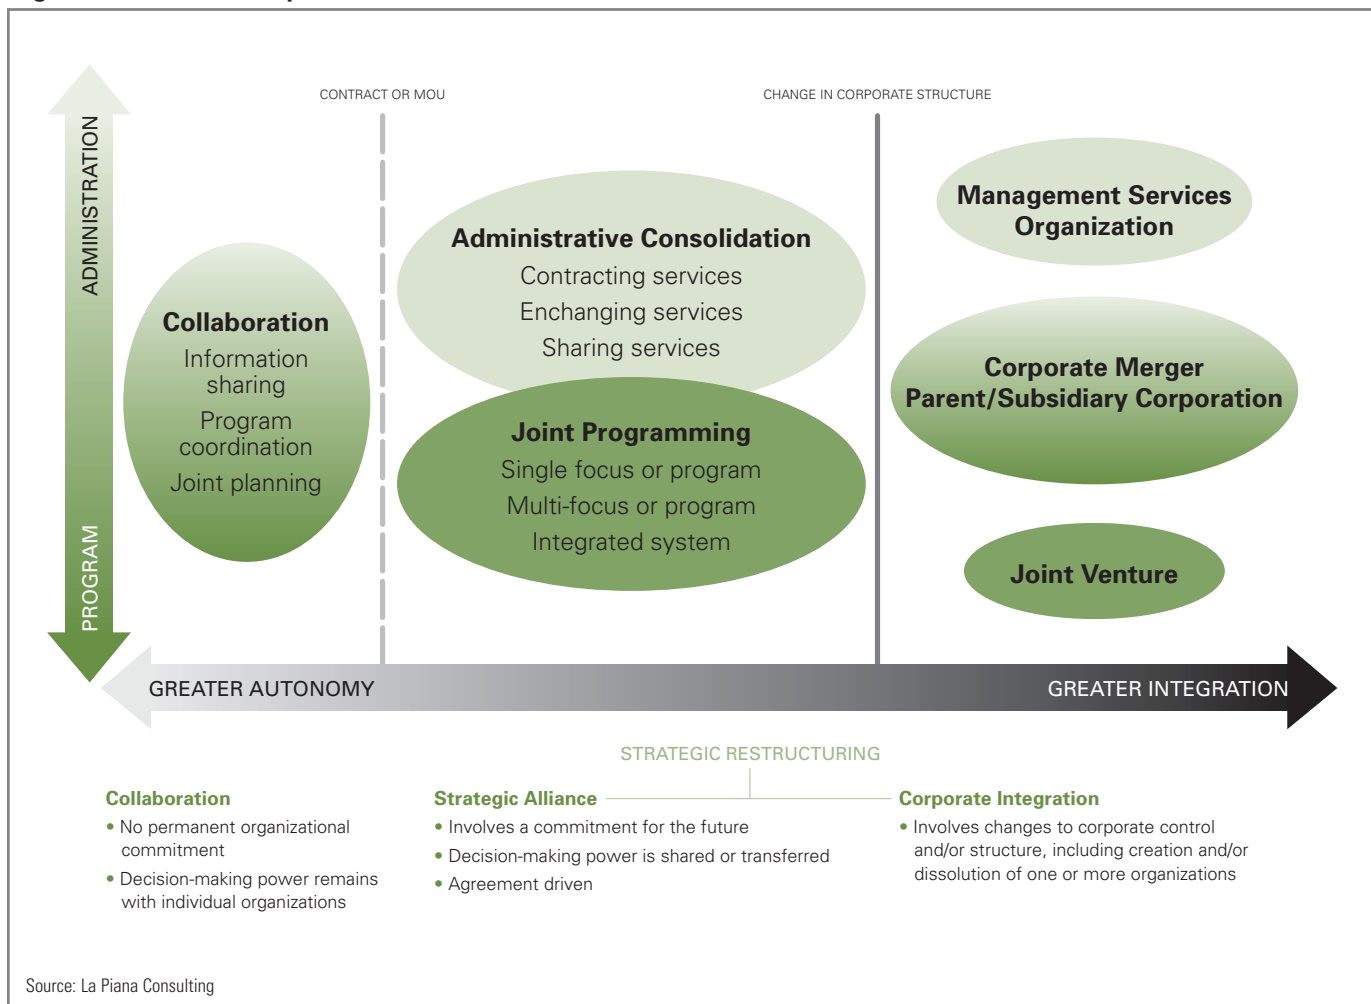 CONTRACT OR MOU
CHANGE IN CORPORATE STRUCTURE
ADMINISTRATION
PROGRAM
Collaboration
Information
sharing
Program
coordination
Joint planning
Administrative Consolidation
Contracting services
Enchanging services
Sharing services
Joint Programming
Single focus or program
Multi-focus or program
Integrated system
Management Services
Organization
Corporate Merger
Parent/Subsidiary Corporation
Joint Venture
GREATER AUTONOMY
GREATER INTEGRATION
STRATEGIC RESTRUCTURING
Collaboration
• No permanent organizational
commitment
• Decision-making power remains
with individual organizations
Strategic Alliance
• Involves a commitment for the future
• Decision-making power is shared or transferred
• Agreement driven
Corporate Integration
• Involves changes to corporate control
and/or structure, including creation and/or
dissolution of one or more organizations
Source: La Piana Consulting